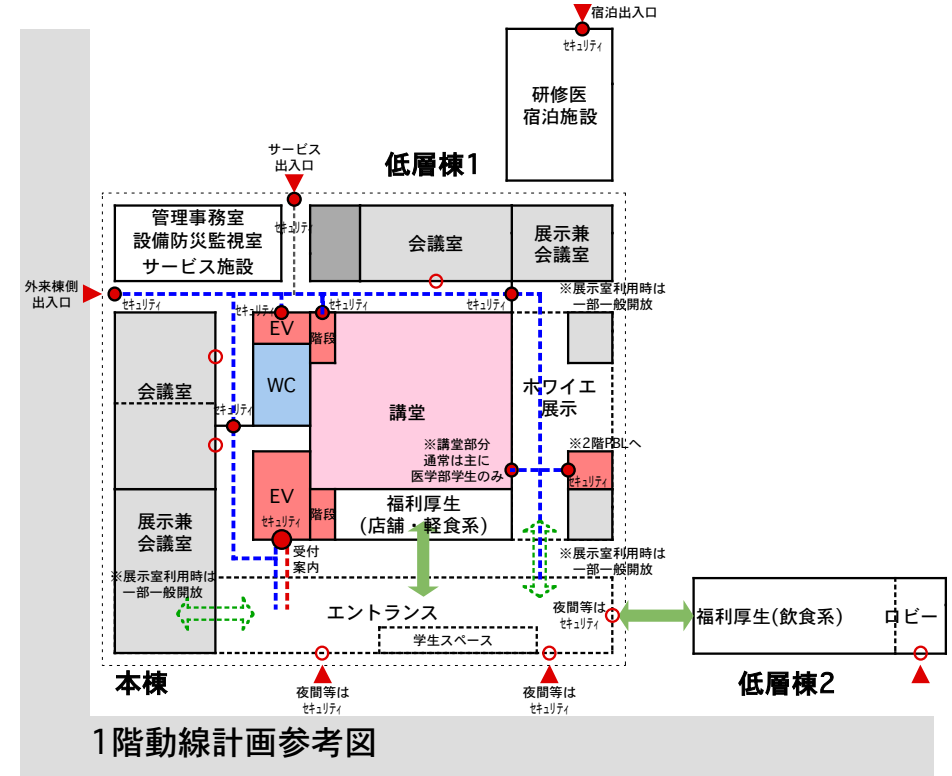 宿泊出入口
セキュリティ
研修医
宿泊施設
サービス
出入口
低層棟1
管理事務室
設備防災監視室
サービス施設
セキュリティ
会議室
展示兼
会議室
外来棟側
出入口
セキュリティ
セキュリティ
セキュリティ
セキュリティ
※展示室利用時は
一部一般開放
EV
階段
会議室
WC
セキュリティ
講堂
ホワイエ
展示
※講堂部分
通常は主に
医学部学生のみ
※2階PBLへ
セキュリティ
展示兼
会議室
EV
セキュリティ
階段
福利厚生
(店舗・軽食系)
受付
案内
※展示室利用時は
一部一般開放
※展示室利用時は
一部一般開放
エントランス
学生スペース
夜間等は
セキュリティ
福利厚生(飲食系)
ロビー
本棟
夜間等は
セキュリティ
夜間等は
セキュリティ
低層棟2
1階動線計画参考図